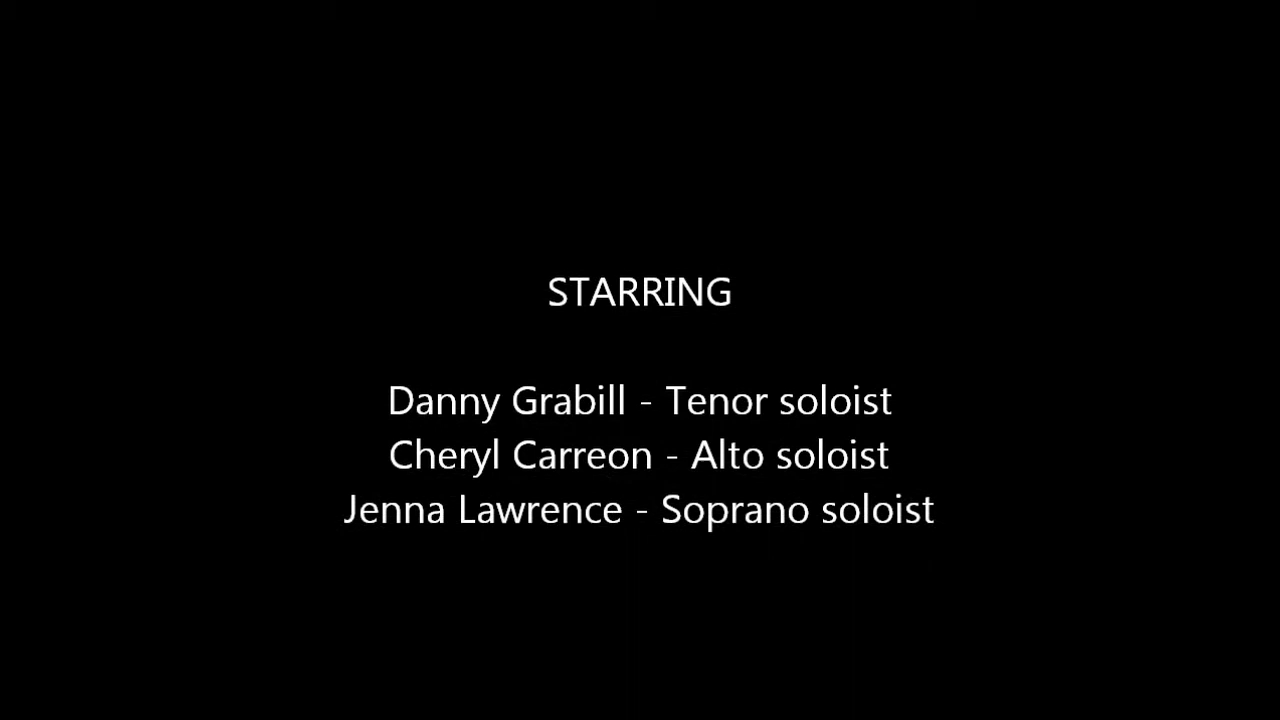 STARRING
Danny Grabill - Tenor soloist
Cheryl Carreon - Alto soloist
Jenna Lawrence - Soprano soloist